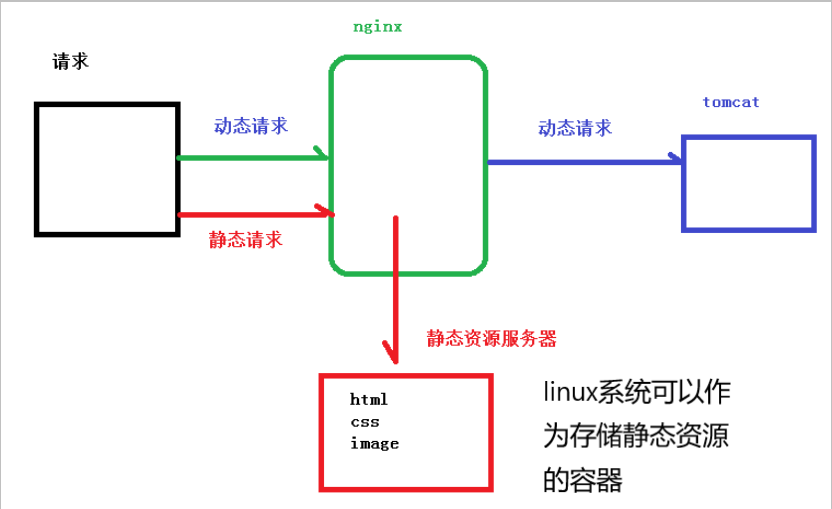 nginx
请求
tomcat
动态请求
动态请求
静态请求
静态资源服务器
html
css
image
linux系统可以作
为存储静态资源
的容器